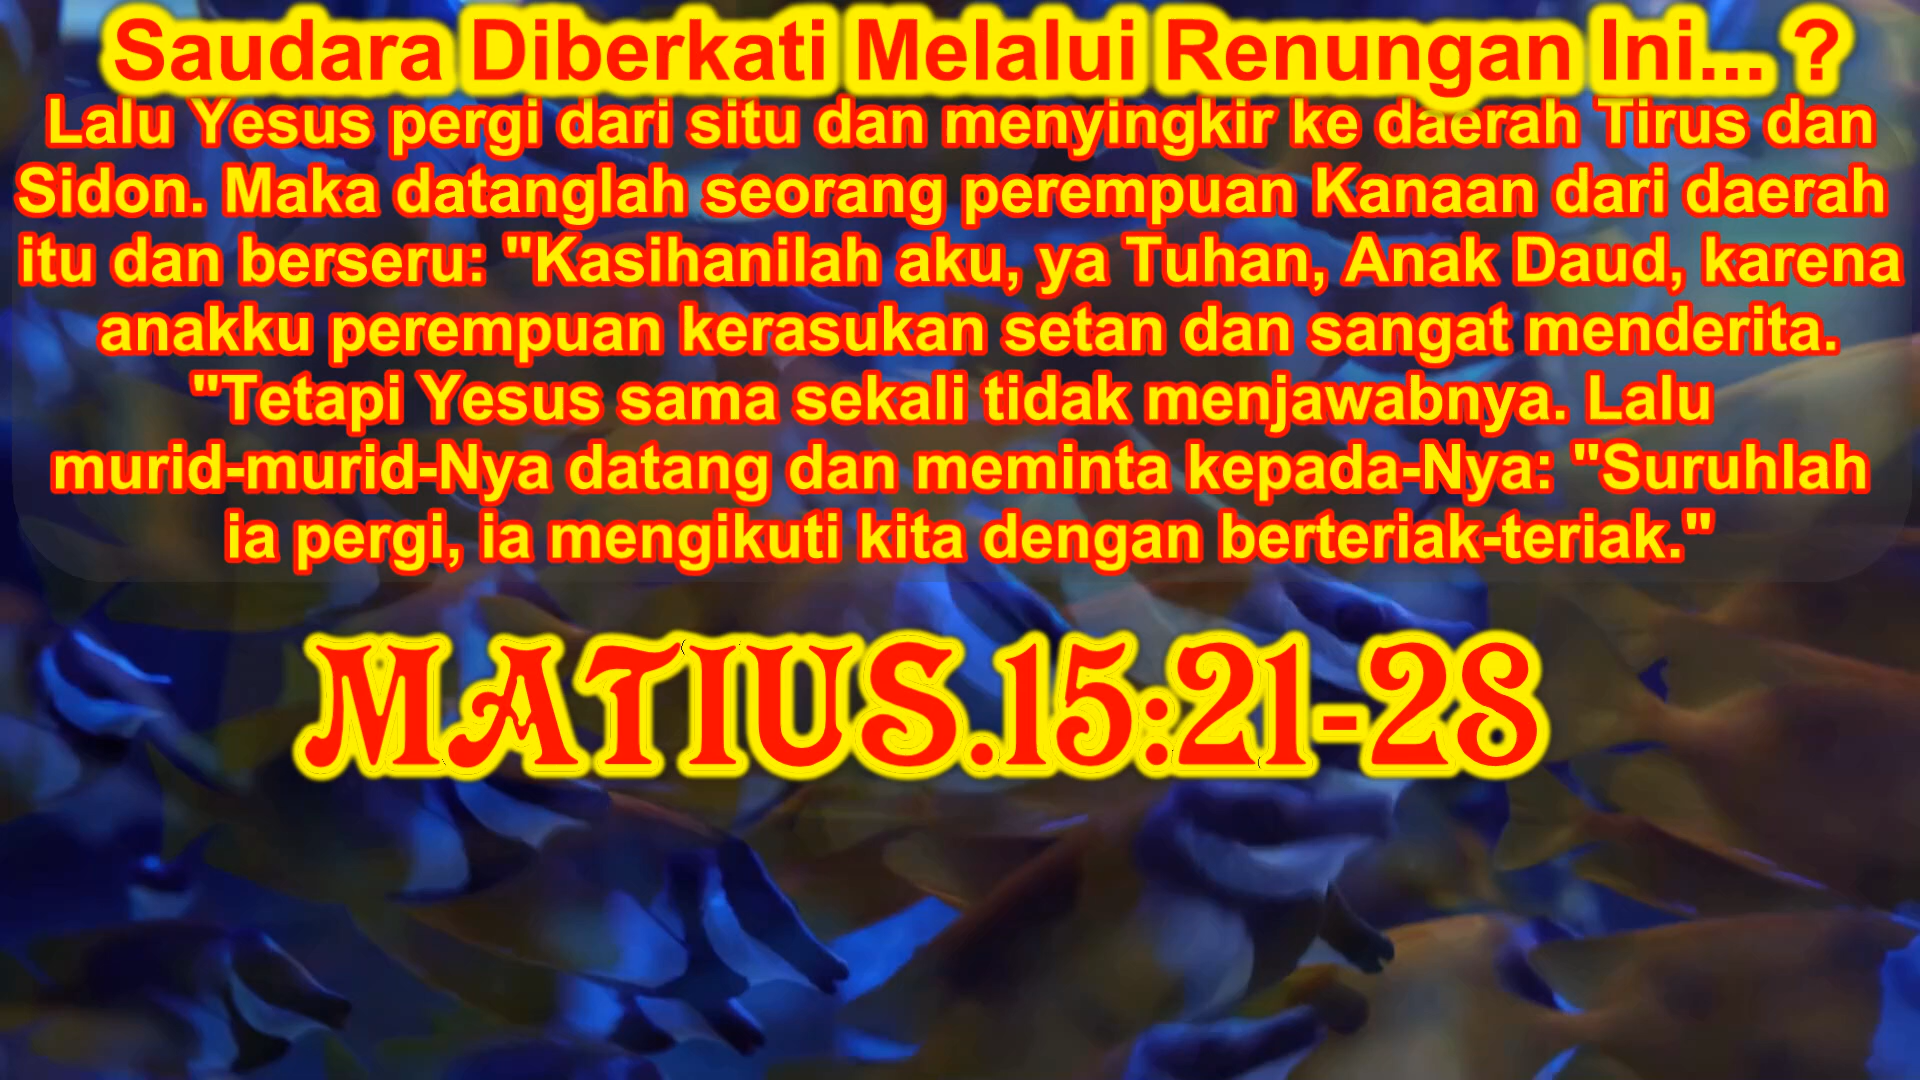 Saudara Diberkati Melalui Renungan Ini... ?
Lalu Yesus pergi dari situ dan menyingkir ke daerah Tirus dan
Sidon. Maka datanglah seorang perempuan Kanaan dari daerah
itu dan berseru: "Kasihanilah aku, ya Tuhan, Anak Daud, karena
anakku perempuan kerasukan setan dan sangat menderita.
"Tetapi Yesus sama sekali tidak menjawabnya. Lalu
murid-murid-Nya datang dan meminta kepada-Nya: "Suruhlah
ia pergi, ia mengikuti kita dengan berteriak-teriak."
MATIUS.15:21-28